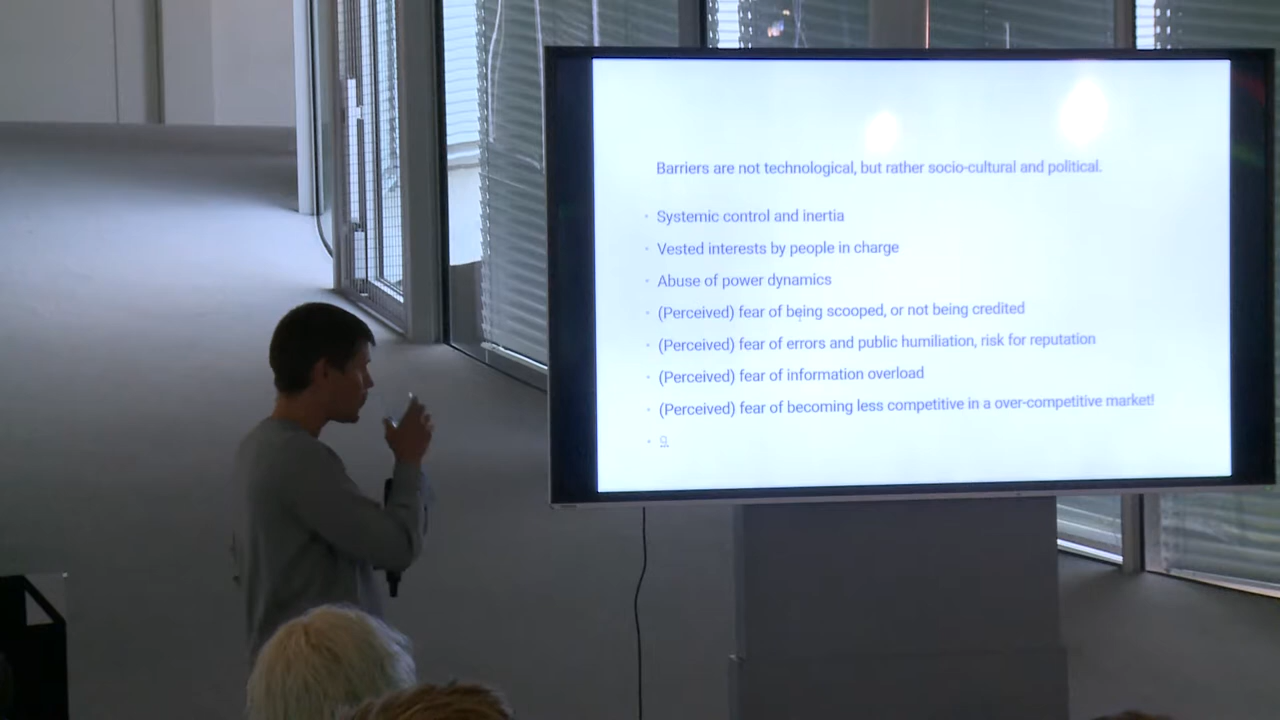 Barriers are not technological, but rather socio-cultural and political.
Systemic control and inertia
Vested interests by people in charge
Abuse of power dynamics
(Perceived) fear of being scooped, or not being credited
(Perceived) fear of errors and public humiliation, risk for reputation
(Perceived) fear of information overload
(Perceived) fear of becoming less competitive in a over-competitive market!